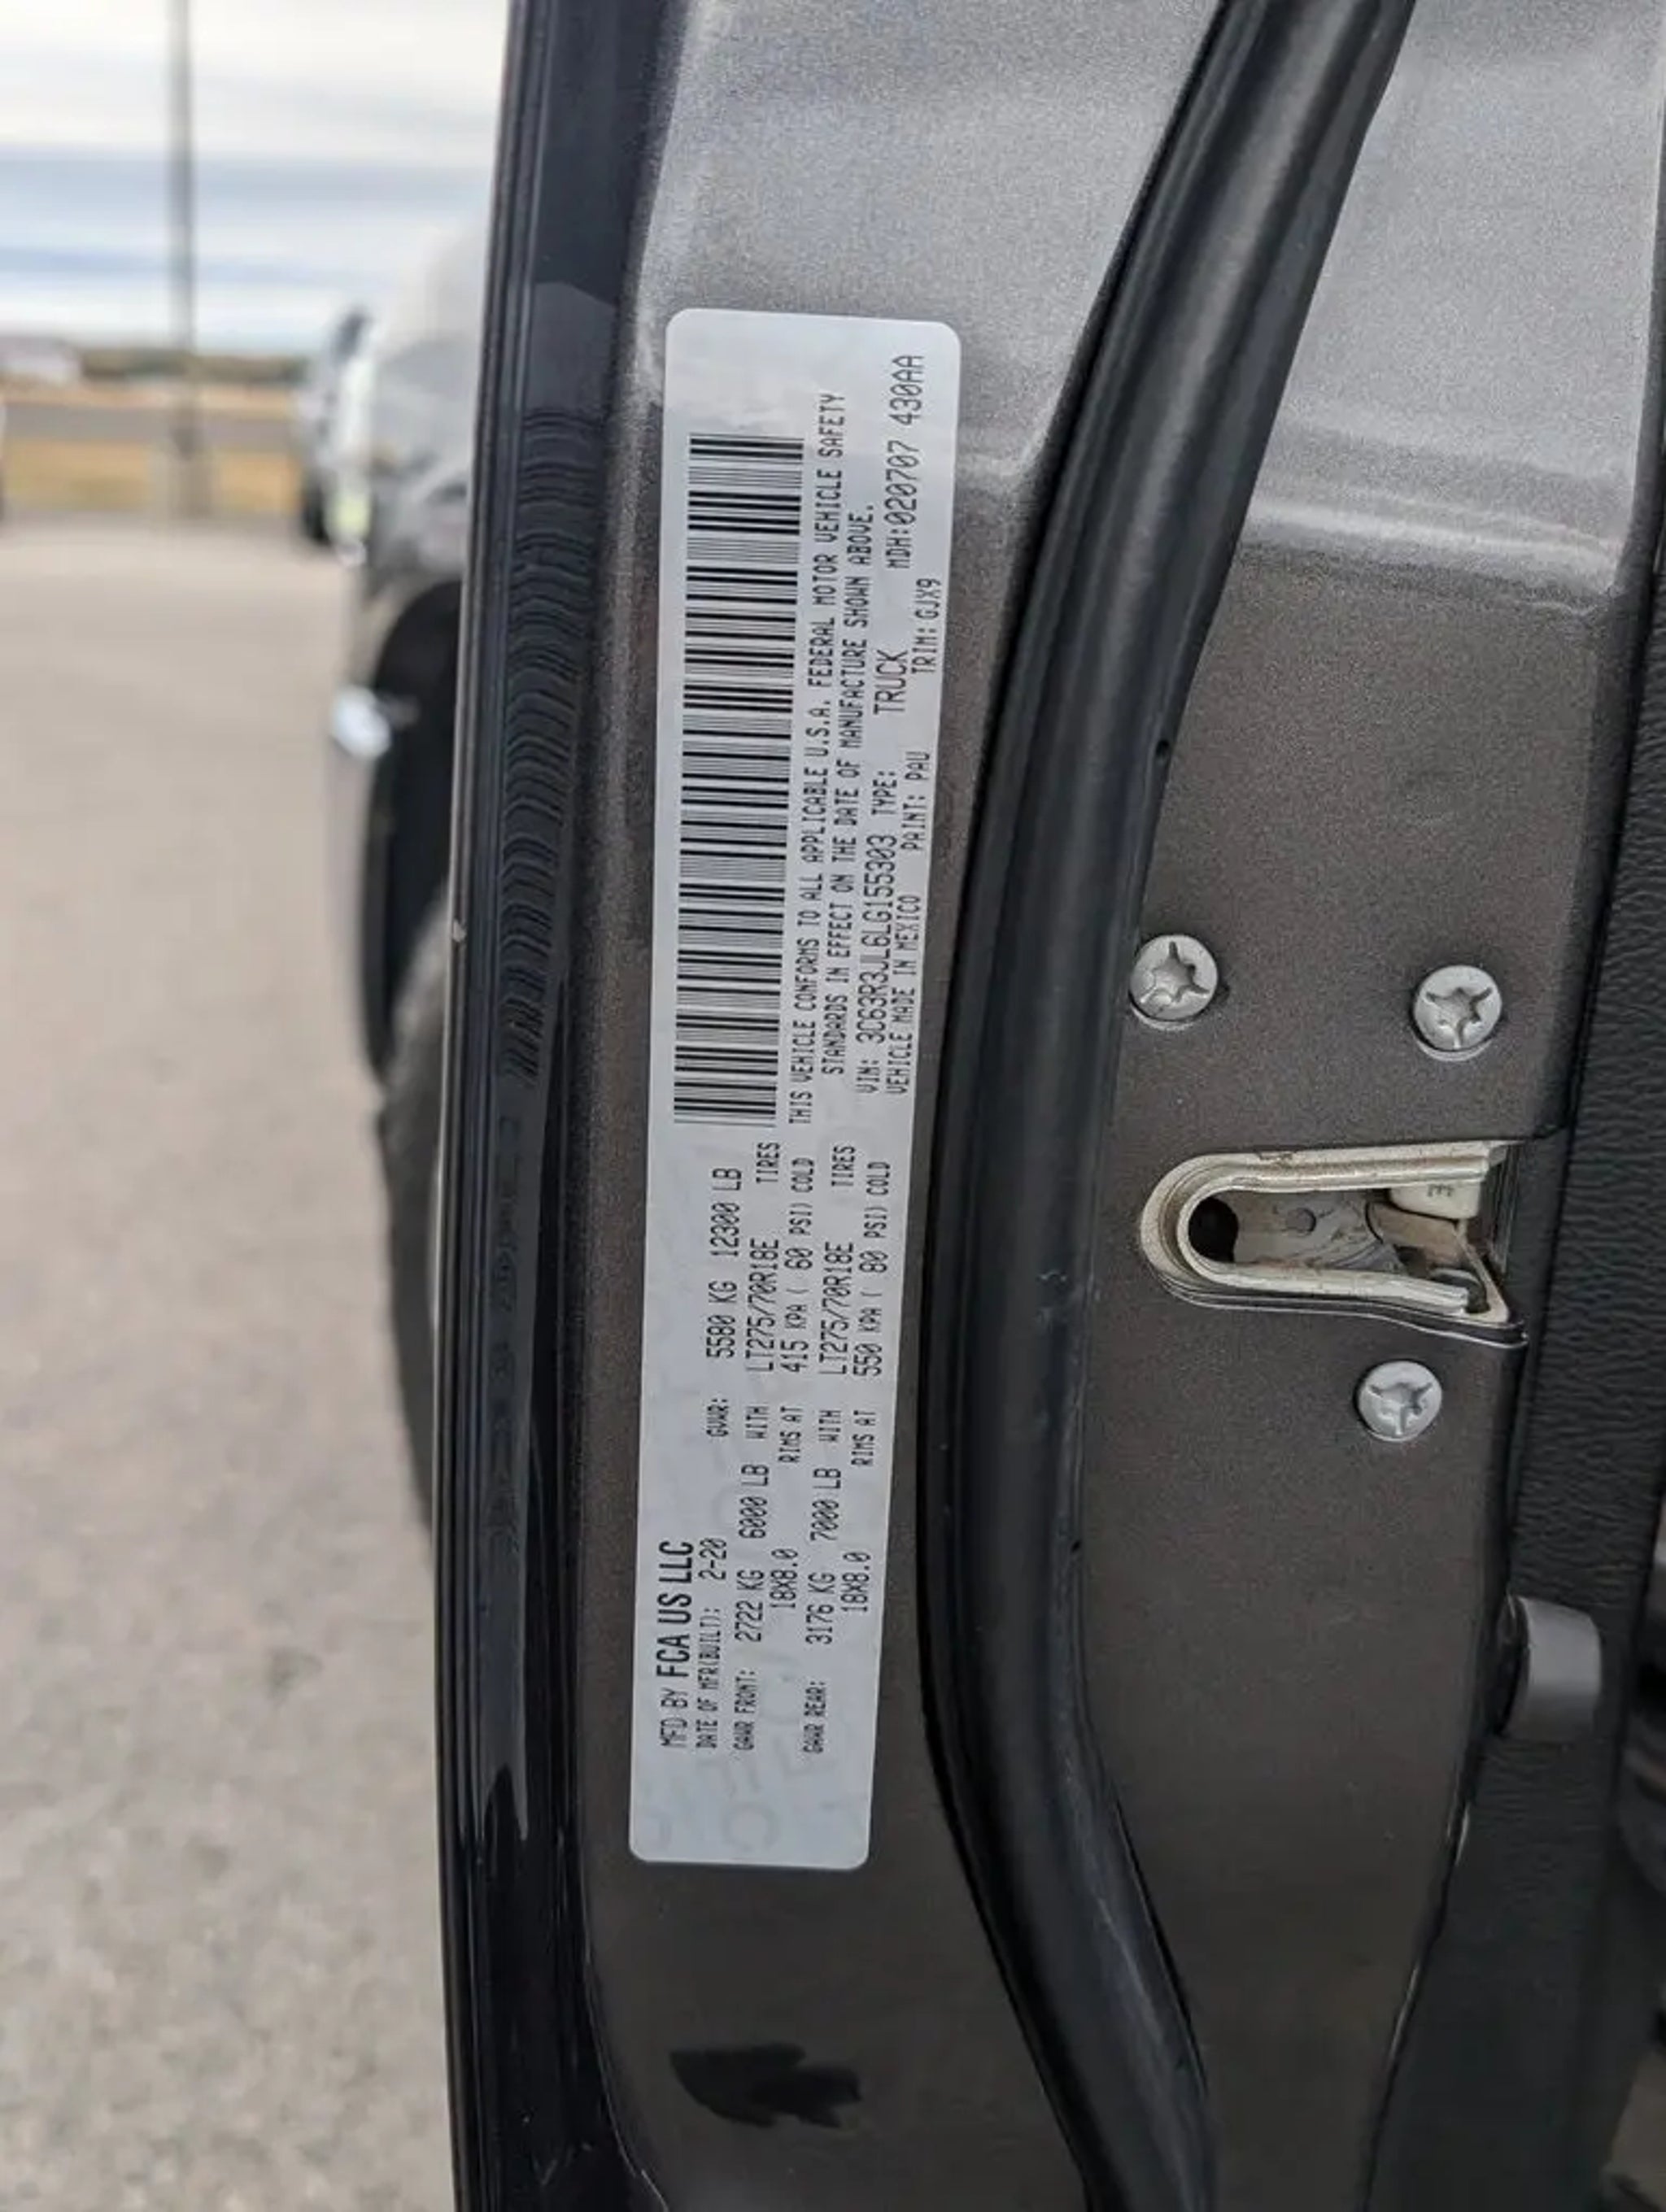 MFD BY FCA US LLC
DATE OF MFR(BUILT): 2-20 GVWR: 5580 KG 12300 LB
GAWR FRONT: 2722 KG 6000 LB WITH LT275/70R18E TIRES
18X8.0 RIMS AT 415 KPA ( 60 PSI) COLD
GAWR REAR: 3176 KG 7000 LB WITH LT275/70R18E TIRES
18X8.0 RIMS AT 550 KPA ( 80 PSI) COLD
THIS VEHICLE CONFORMS TO ALL APPLICABLE U.S.A. FEDERAL MOTOR VEHICLE SAFETY
STANDARDS IN EFFECT ON THE DATE OF MANUFACTURE SHOWN ABOVE.
VIN: 3C63R3JL6LG155303 TYPE: TRUCK MDH:020707 430AA
VEHICLE MADE IN MEXICO PAINT: PAU TRIM: GJX9